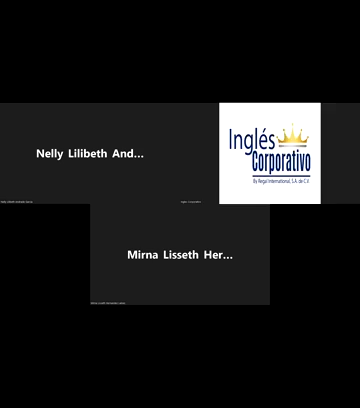 Nelly Lilibeth And...
Inglés
Corporativo
By Regal International, S.A. de C.V.
Mirna Lisseth Her...